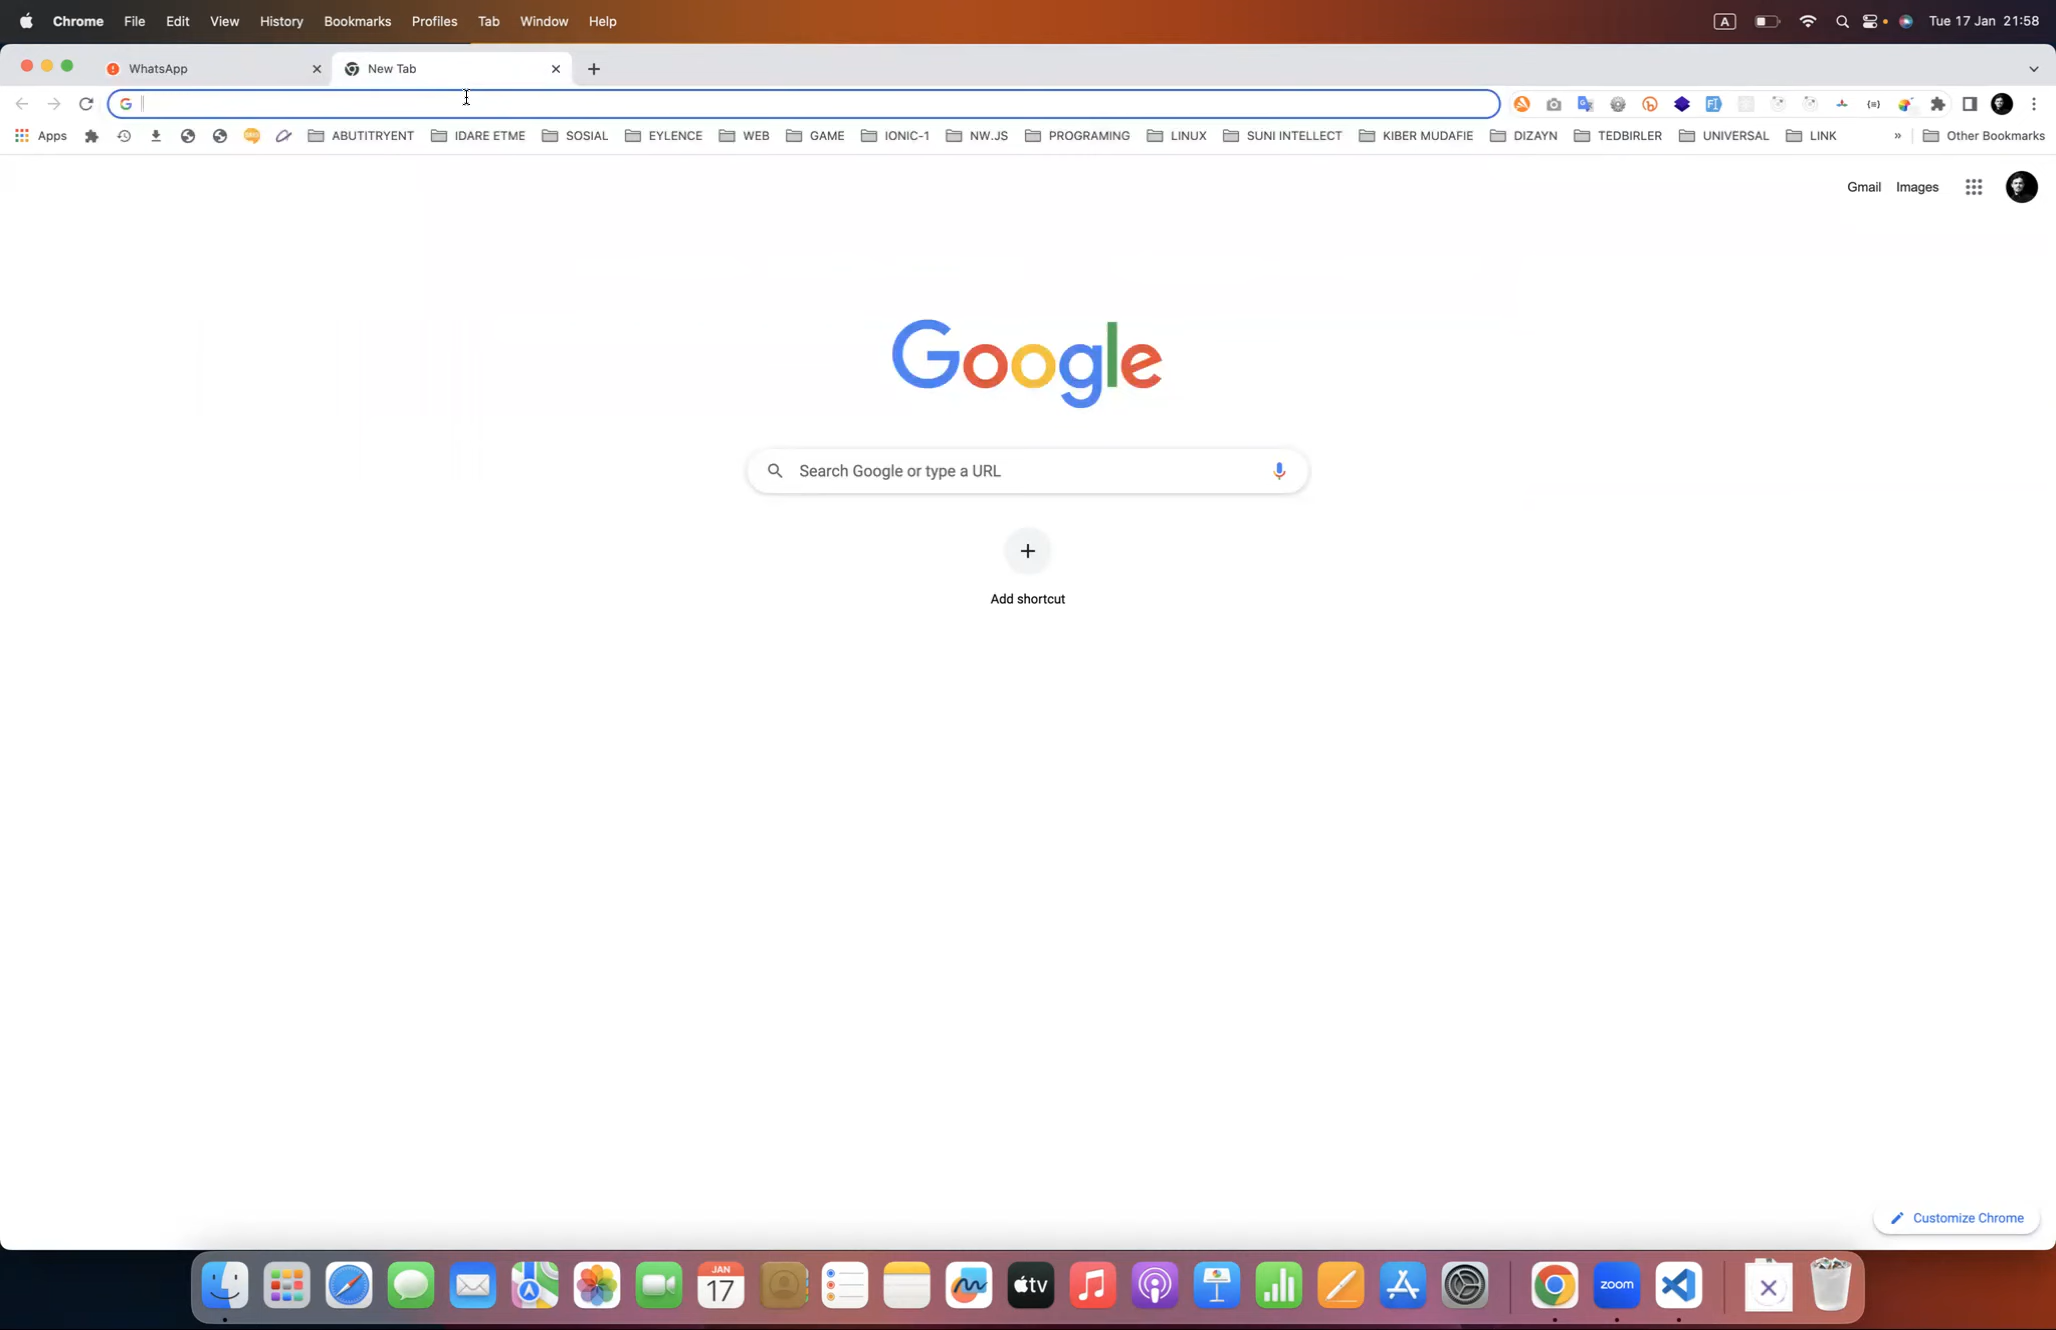 Chrome File Edit View History Bookmarks Profiles Tab Window Help A Tue 17 Jan 21:58
WhatsApp New Tab
Apps ABUTITRYENT IDARE ETME SOSIAL EYLENCE WEB GAME IONIC-1 NW.JS PROGRAMING LINUX SUNI INTELLECT KIBER MUDAFIE DIZAYN TEDBIRLER UNIVERSAL LINK » Other Bookmarks
Gmail Images
Google
Search Google or type a URL
Add shortcut
Customize Chrome
JAN
17
tv
zoom